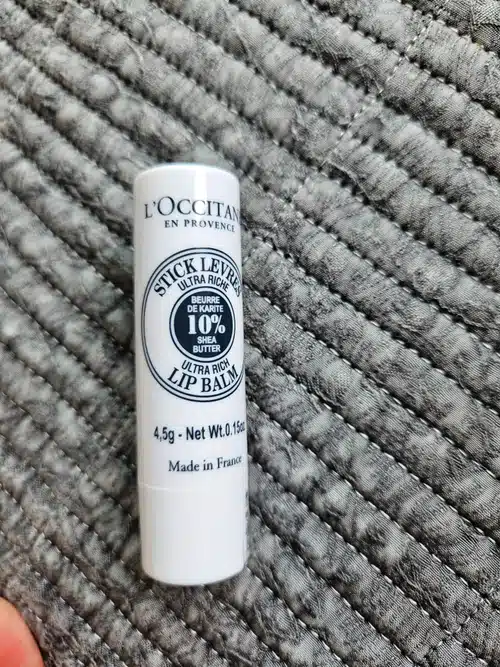 L'OCCITANE
EN PROVENCE
STICK LEVRES
ULTRA RICHE
BEURRE
DE KARITE
10%
SHEA
BUTTER
ULTRA RICH
LIP BALM
4,5g - Net Wt.0.15oz
Made in France